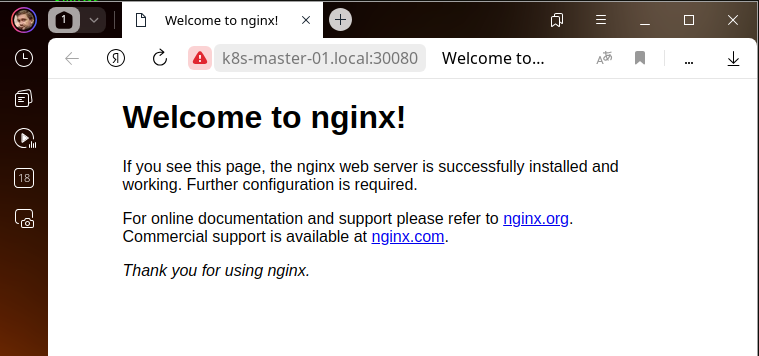 1
Welcome to nginx!
Я
k8s-master-01.local:30080
Welcome to...
...
18
Welcome to nginx!
If you see this page, the nginx web server is successfully installed and
working. Further configuration is required.
For online documentation and support please refer to nginx.org.
Commercial support is available at nginx.com.
Thank you for using nginx.